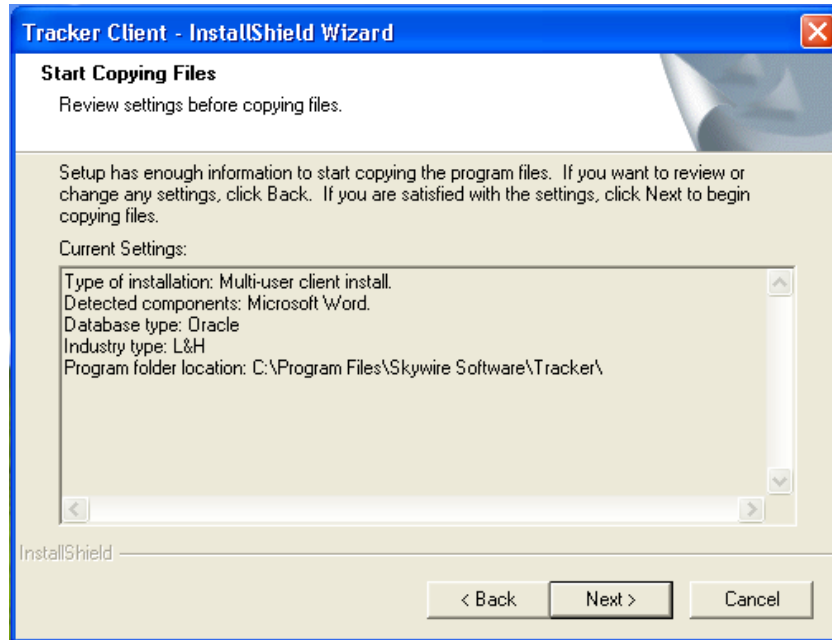 Tracker Client - InstallShield Wizard
Start Copying Files
Review settings before copying files.
Setup has enough information to start copying the program files. If you want to review or
change any settings, click Back. If you are satisfied with the settings, click Next to begin
copying files.
Current Settings:
Type of installation: Multi-user client install.
Detected components: Microsoft Word.
Database type: Oracle
Industry type: L&H
Program folder location: C:\Program Files\Skywire Software\Tracker\
InstallShield
< Back Next > Cancel